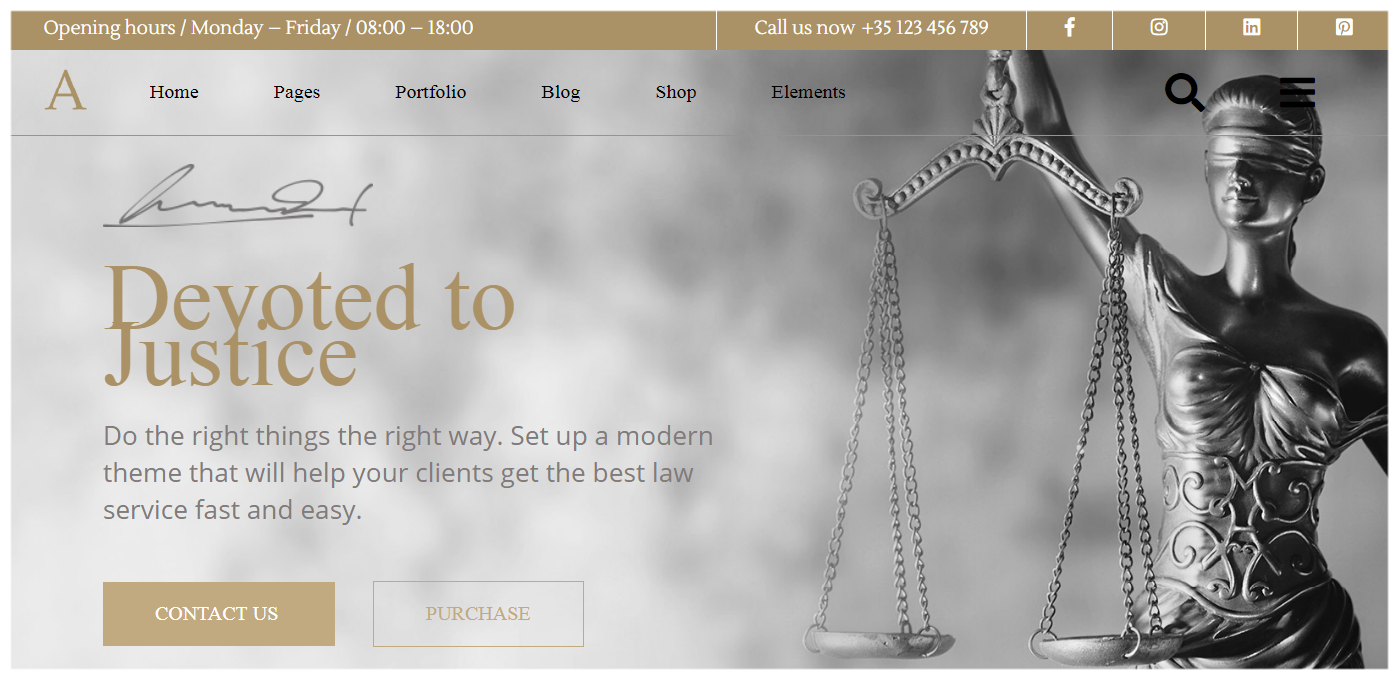 Opening hours / Monday – Friday / 08:00 – 18:00
Call us now +35 123 456 789
A
Home
Pages
Portfolio
Blog
Shop
Elements
Devoted to
Justice
Do the right things the right way. Set up a modern
theme that will help your clients get the best law
service fast and easy.
CONTACT US
PURCHASE